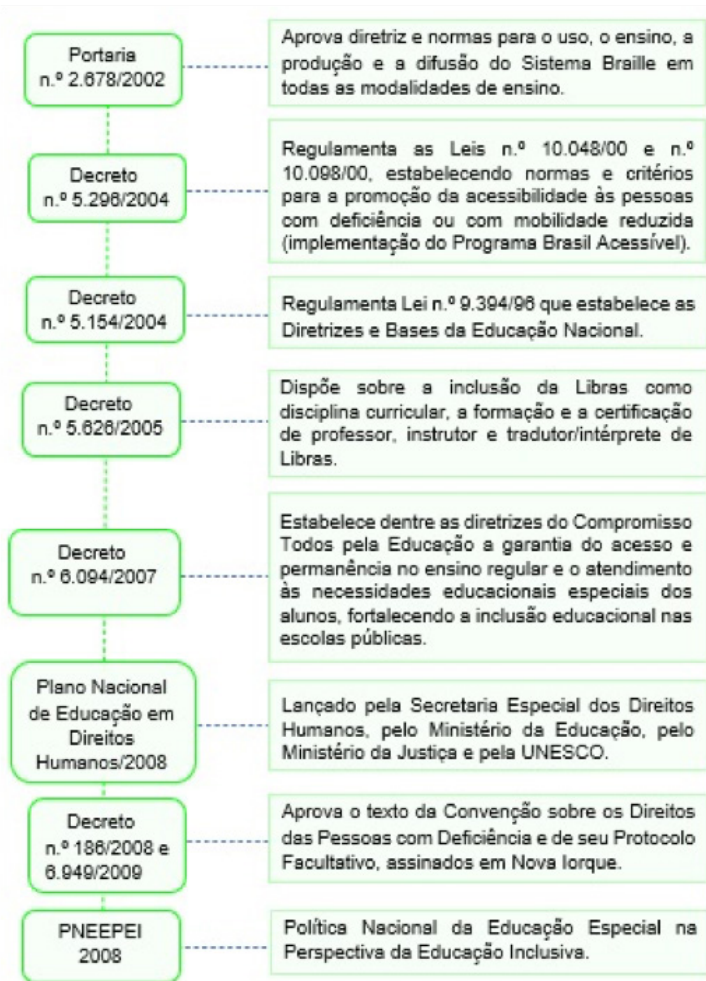 Portaria
n.º 2.678/2002
Aprova diretriz e normas para o uso, o ensino, a
produção e a difusão do Sistema Braille em
todas as modalidades de ensino.
Decreto
n.º 5.296/2004
Regulamenta as Leis n.º 10.048/00 e n.º
10.098/00, estabelecendo normas e critérios
para a promoção da acessibilidade às pessoas
com deficiência ou com mobilidade reduzida
(implementação do Programa Brasil Acessível).
Decreto
n.º 5.154/2004
Regulamenta Lei n.º 9.394/96 que estabelece as
Diretrizes e Bases da Educação Nacional.
Decreto
n.º 5.626/2005
Dispõe sobre a inclusão da Libras como
disciplina curricular, a formação e a certificação
de professor, instrutor e tradutor/intérprete de
Libras.
Decreto
n.º 6.094/2007
Estabelece dentre as diretrizes do Compromisso
Todos pela Educação a garantia do acesso e
permanência no ensino regular e o atendimento
às necessidades educacionais especiais dos
alunos, fortalecendo a inclusão educacional nas
escolas públicas.
Plano Nacional
de Educação em
Direitos
Humanos/2008
Lançado pela Secretaria Especial dos Direitos
Humanos, pelo Ministério da Educação, pelo
Ministério da Justiça e pela UNESCO.
Decreto
n.º 186/2008 e
6.949/2009
Aprova o texto da Convenção sobre os Direitos
das Pessoas com Deficiência e de seu Protocolo
Facultativo, assinados em Nova Iorque.
PNEEPEI
2008
Política Nacional da Educação Especial na
Perspectiva da Educação Inclusiva.